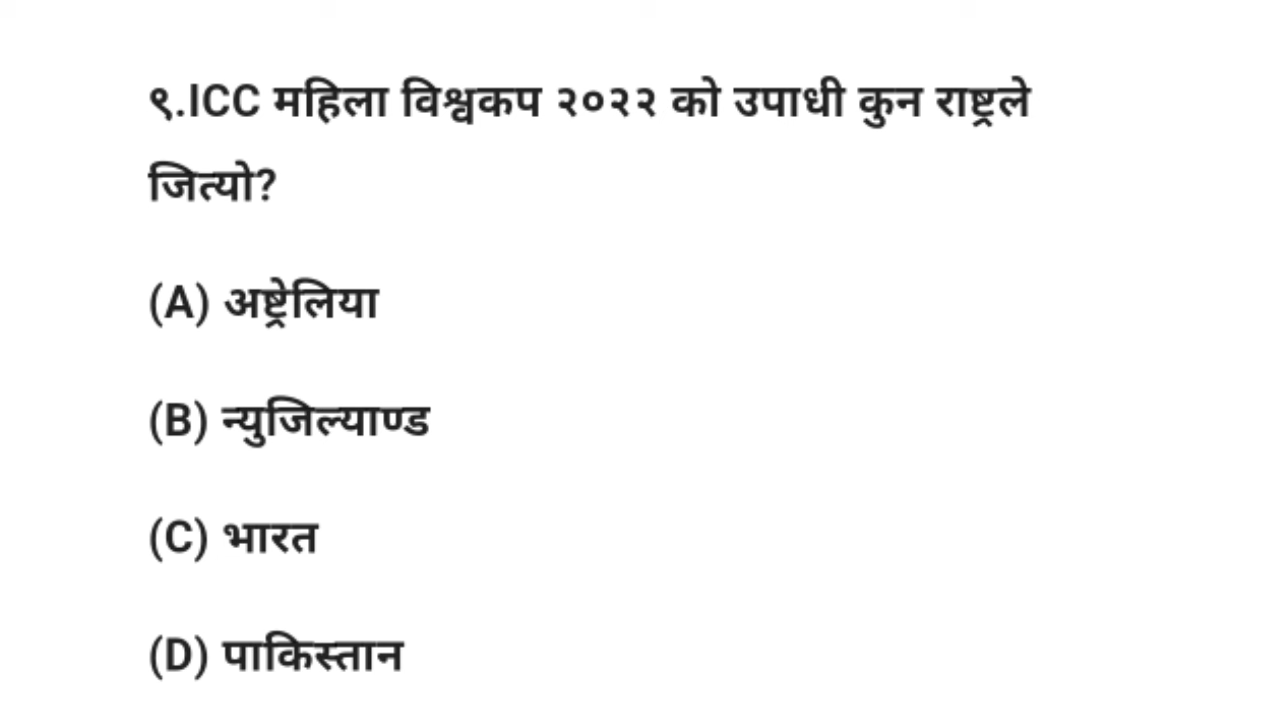 ९.ICC महिला विश्वकप २०२२ को उपाधी कुन राष्ट्रले
जित्यो?
(A) अष्ट्रेलिया
(B) न्युजिल्याण्ड
(C) भारत
(D) पाकिस्तान